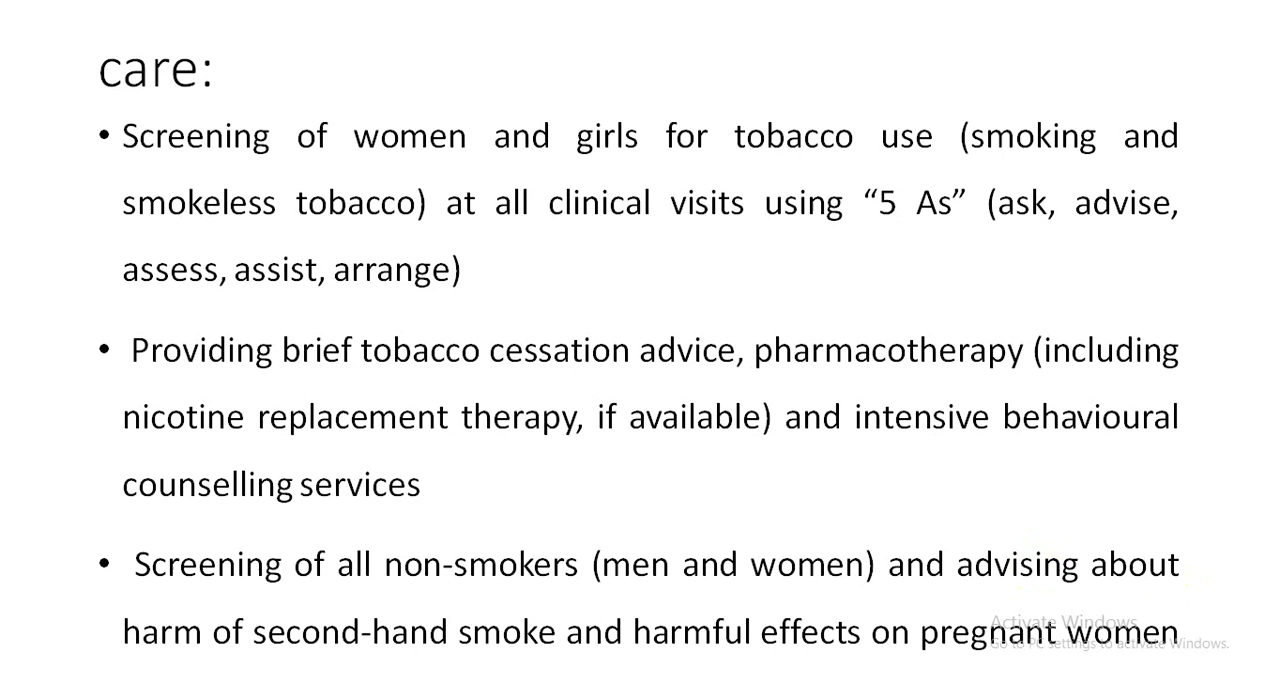 care:
• Screening of women and girls for tobacco use (smoking and
smokeless tobacco) at all clinical visits using “5 As” (ask, advise,
assess, assist, arrange)
• Providing brief tobacco cessation advice, pharmacotherapy (including
nicotine replacement therapy, if available) and intensive behavioural
counselling services
• Screening of all non-smokers (men and women) and advising about
harm of second-hand smoke and harmful effects on pregnant women
Activate Windows
Go to PC settings to activate Windows.